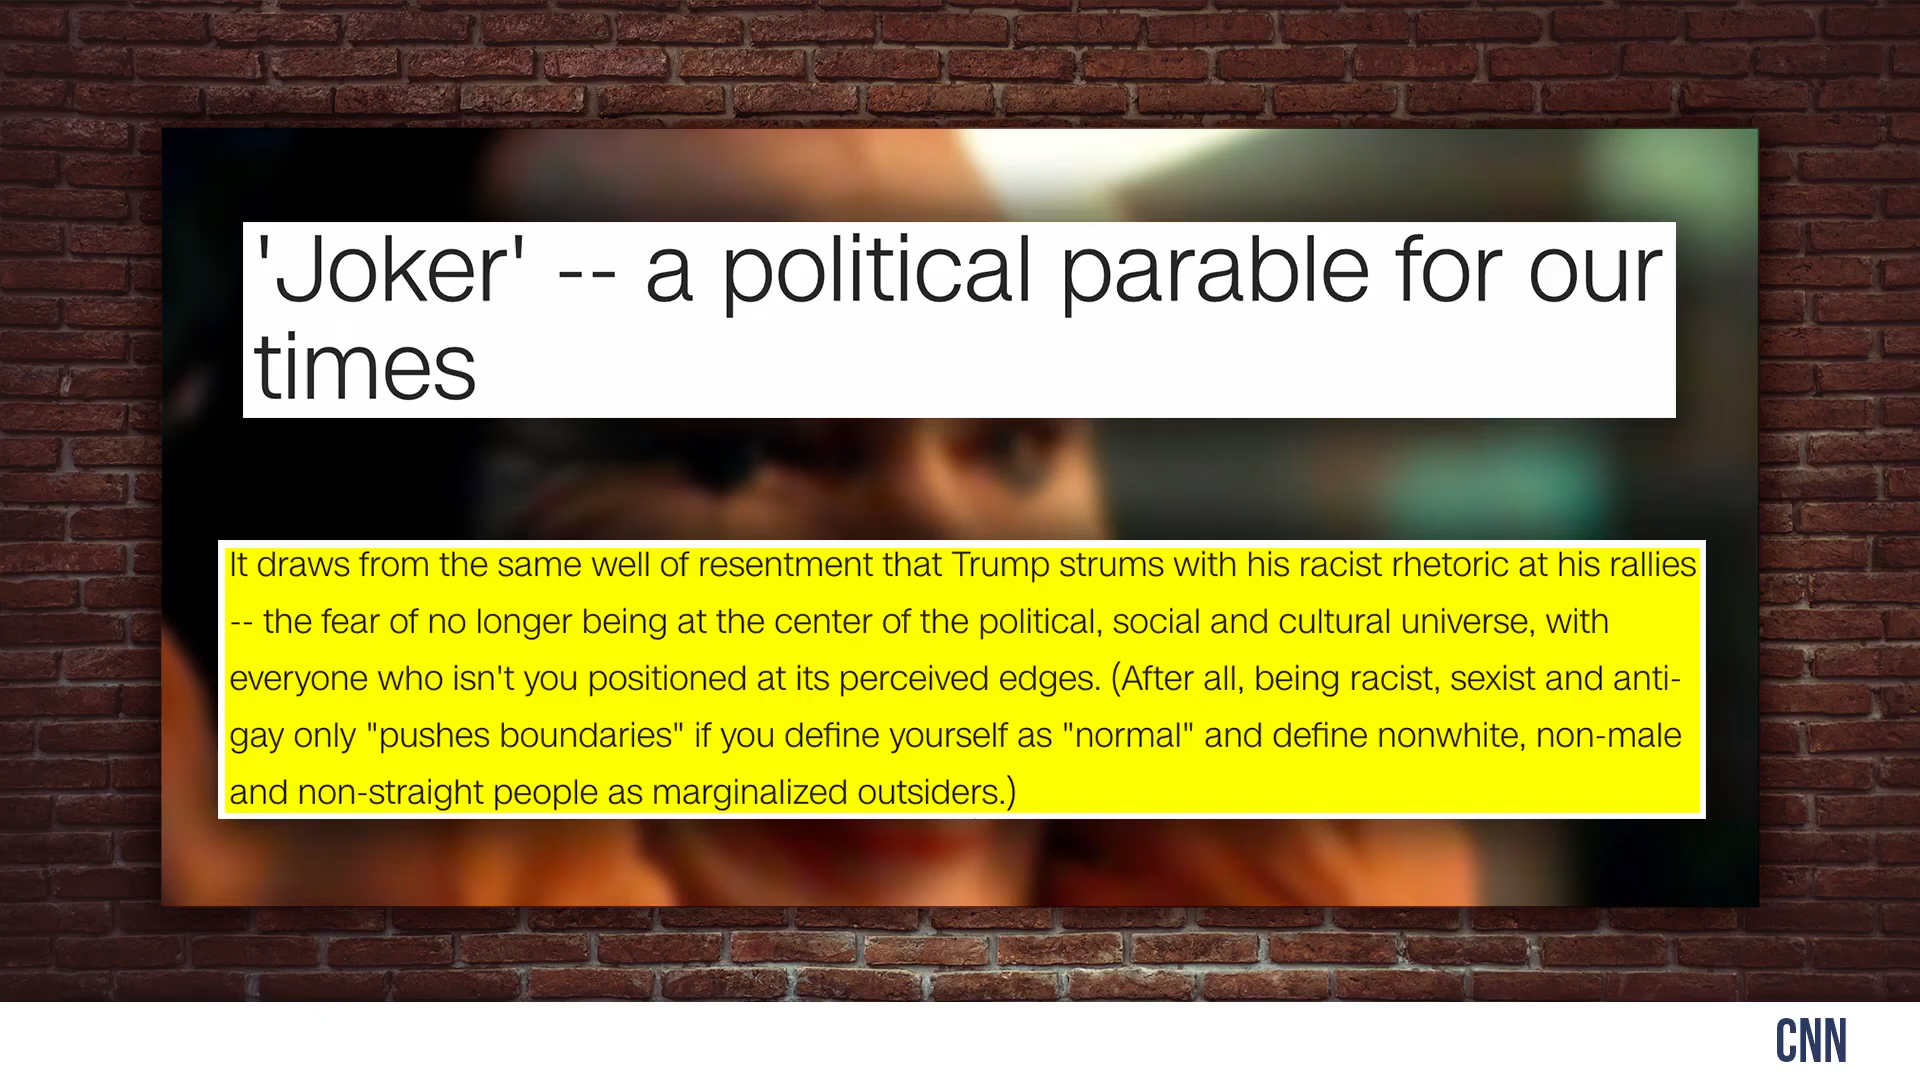 'Joker' -- a political parable for our
times
It draws from the same well of resentment that Trump strums with his racist rhetoric at his rallies
-- the fear of no longer being at the center of the political, social and cultural universe, with
everyone who isn't you positioned at its perceived edges. (After all, being racist, sexist and anti-
gay only "pushes boundaries" if you define yourself as "normal" and define nonwhite, non-male
and non-straight people as marginalized outsiders.)
CNN